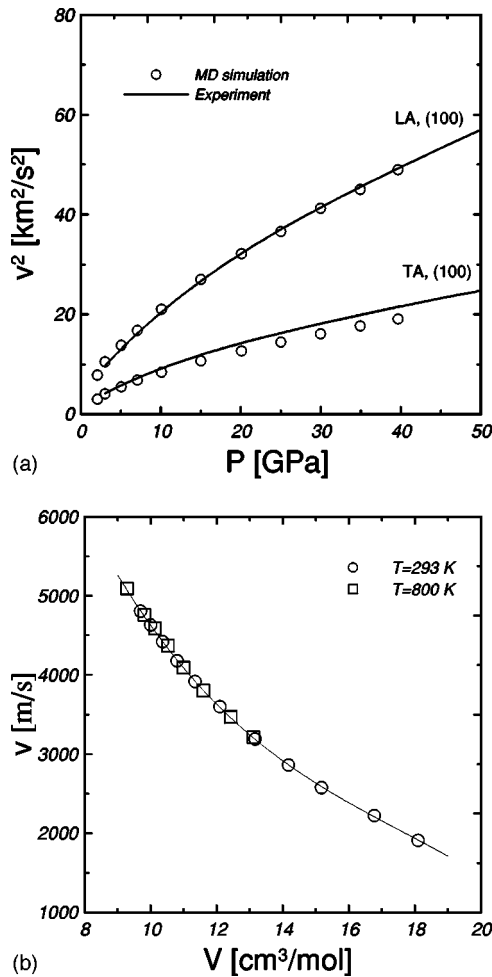 80
60
40
20
0
v² [km²/s²]
MD simulation
Experiment
LA, (100)
TA, (100)
0 10 20 30 40 50
P [GPa]
(a)
6000
5000
4000
3000
2000
1000
v [m/s]
T=293 K
T=800 K
8 10 12 14 16 18 20
V [cm³/mol]
(b)